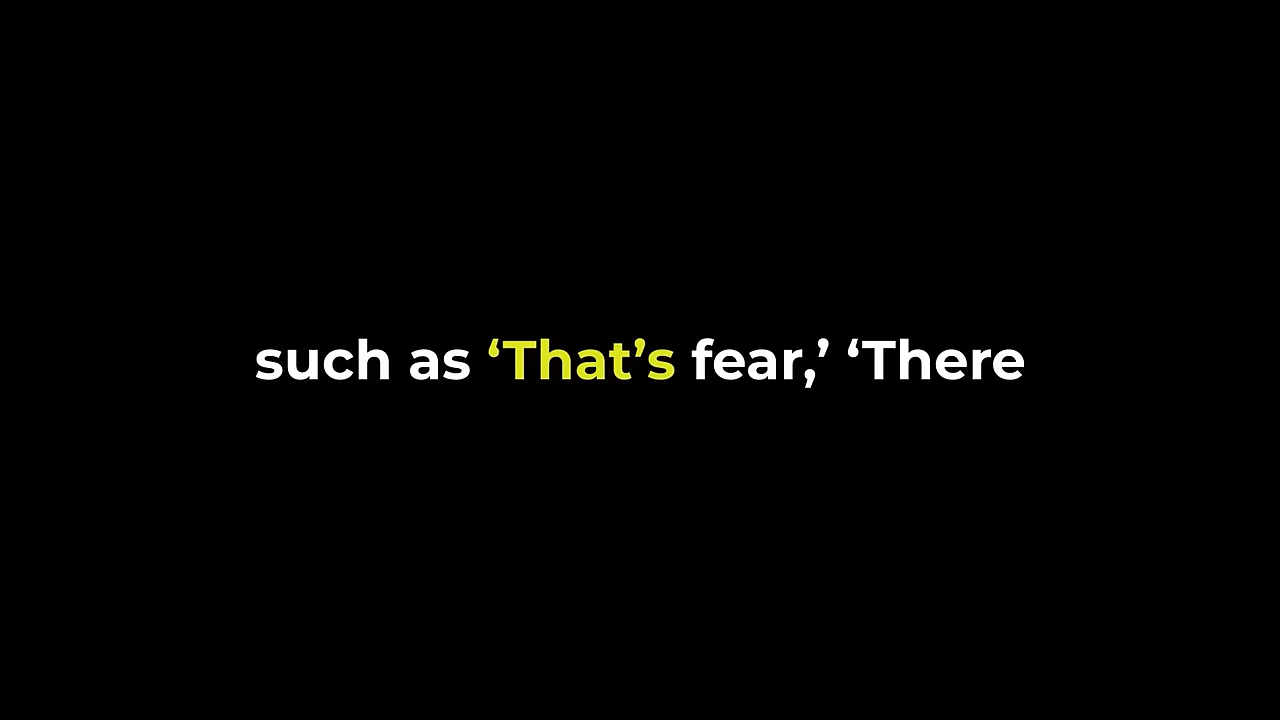 such as ‘That’s fear,’ ‘There